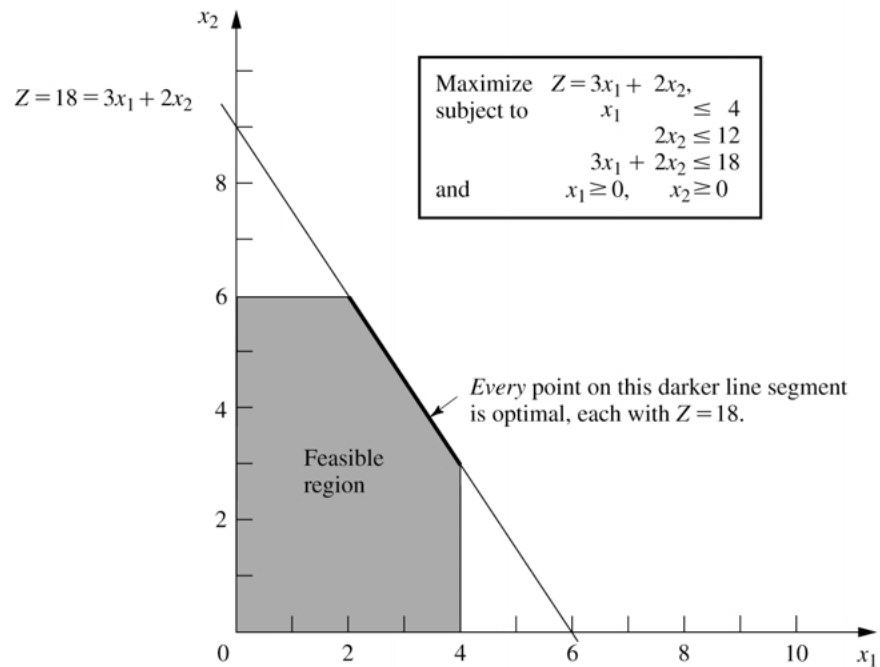 x₂
Z = 18 = 3x₁ + 2x₂
Maximize Z = 3x₁ + 2x₂,
subject to x₁ ≤ 4
2x₂ ≤ 12
3x₁ + 2x₂ ≤ 18
and x₁ ≥ 0, x₂ ≥ 0
8
6
Every point on this darker line segment
is optimal, each with Z = 18.
4
Feasible
region
2
0 2 4 6 8 10 x₁